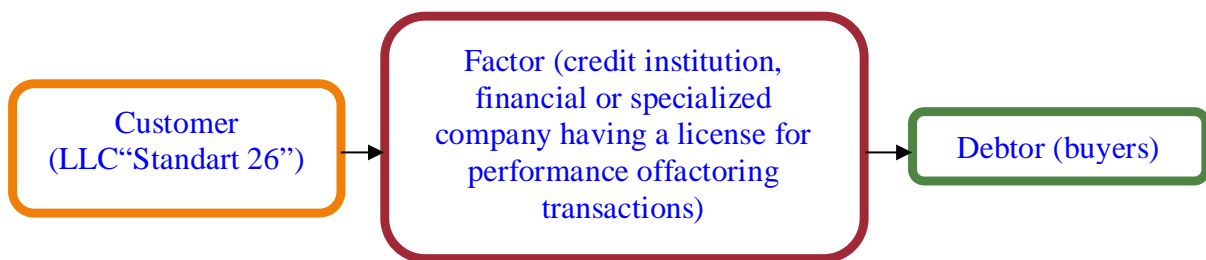 Customer
(LLC“Standart 26”)
Factor (credit institution,
financial or specialized
company having a license for
performance offactoring
transactions)
Debtor (buyers)